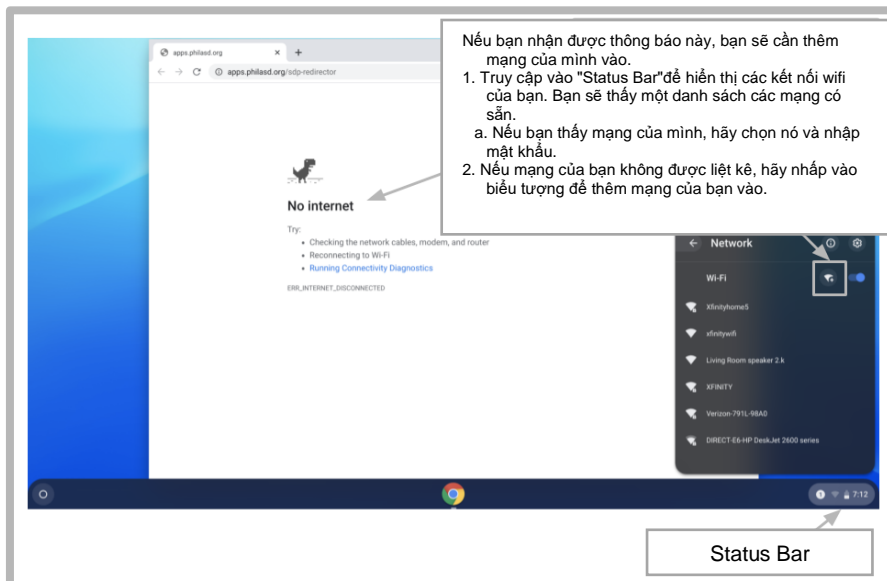 apps.philasd.org
apps.philasd.org/sdp-redirector
Nếu bạn nhận được thông báo này, bạn sẽ cần thêm
mạng của mình vào.
1. Truy cập vào "Status Bar"để hiển thị các kết nối wifi
của bạn. Bạn sẽ thấy một danh sách các mạng có
sẵn.
a. Nếu bạn thấy mạng của mình, hãy chọn nó và nhập
mật khẩu.
2. Nếu mạng của bạn không được liệt kê, hãy nhấp vào
biểu tượng để thêm mạng của bạn vào.
No internet
Try:
• Checking the network cables, modem, and router
• Reconnecting to Wi-Fi
• Running Connectivity Diagnostics
ERR_INTERNET_DISCONNECTED
Network
Wi-Fi
Xfinityhome5
xfinitywifi
Living Room speaker 2.k
XFINITY
Verizon-791L-98A0
DIRECT-E6-HP DeskJet 2600 series
7:12
Status Bar